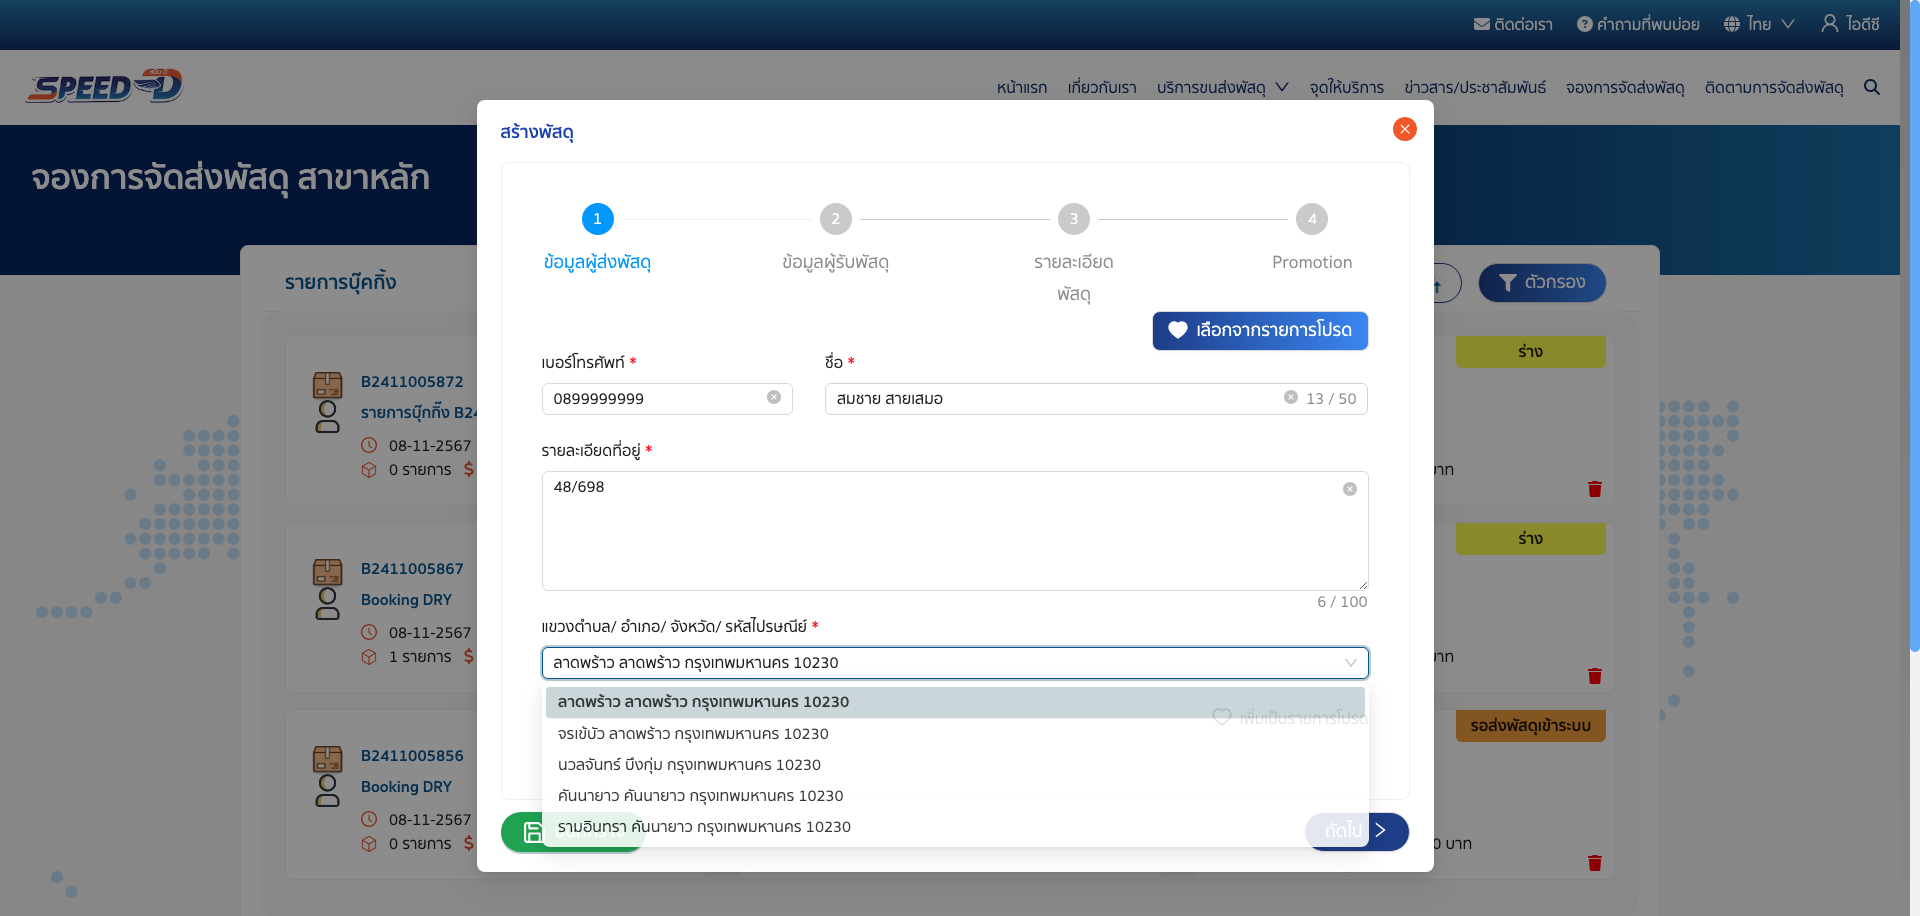 ติดต่อเรา คำถามที่พบบ่อย ไทย ไอดีซี
SPEED-D หน้าแรก เกี่ยวกับเรา บริการขนส่งพัสดุ จุดให้บริการ ข่าวสาร/ประชาสัมพันธ์ จองการจัดส่งพัสดุ ติดตามการจัดส่งพัสดุ
จองการจัดส่งพัสดุ สาขาหลัก
รายการบุ๊คกิ้ง ตัวกรอง
B2411005872 ร่าง
รายการบุ๊กกิ๊ง B24
08-11-2567
0 รายการ บาท
B2411005867 ร่าง
Booking DRY
08-11-2567
1 รายการ บาท
B2411005856 รอส่งพัสดุเข้าระบบ
Booking DRY
08-11-2567
0 รายการ 0 บาท
สร้างพัสดุ
1 2 3 4
ข้อมูลผู้ส่งพัสดุ ข้อมูลผู้รับพัสดุ รายละเอียด Promotion
พัสดุ
เลือกจากรายการโปรด
เบอร์โทรศัพท์ * ชื่อ *
0899999999 สมชาย สายเสมอ 13 / 50
รายละเอียดที่อยู่ *
48/698
6 / 100
แขวงตำบล/ อำเภอ/ จังหวัด/ รหัสไปรษณีย์ *
ลาดพร้าว ลาดพร้าว กรุงเทพมหานคร 10230
ลาดพร้าว ลาดพร้าว กรุงเทพมหานคร 10230
เพิ่มเป็นรายการโปรด
จรเข้บัว ลาดพร้าว กรุงเทพมหานคร 10230
นวลจันทร์ บึงกุ่ม กรุงเทพมหานคร 10230
คันนายาว คันนายาว กรุงเทพมหานคร 10230
รามอินทรา คันนายาว กรุงเทพมหานคร 10230
ถัดไป